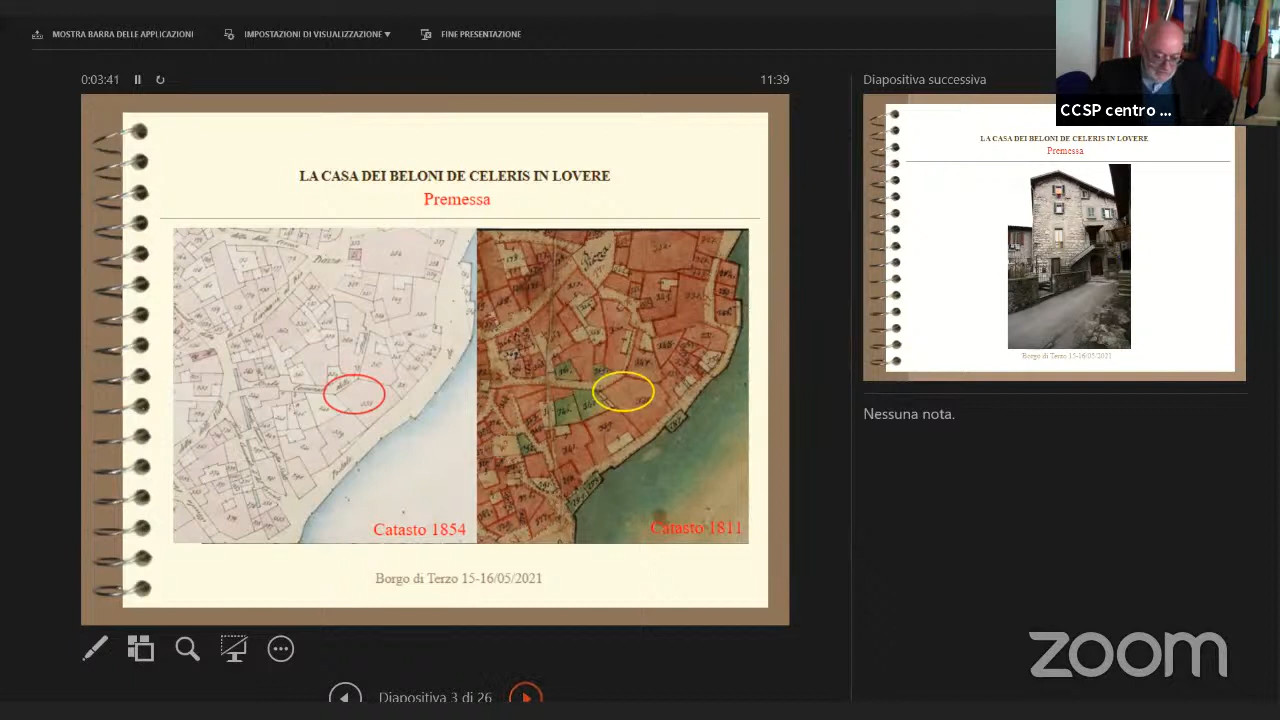 MOSTRA BARRA DELLE APPLICAZIONI
IMPOSTAZIONI DI VISUALIZZAZIONE
FINE PRESENTAZIONE
0:03:41
11:39
Diapositiva successiva
CCSP centro ...
LA CASA DEI BELONI DE CELERIS IN LOVERE
Premessa
Catasto 1854
Catasto 1811
Borgo di Terzo 15-16/05/2021
LA CASA DEI BELONI DE CELERIS IN LOVERE
Premessa
Borgo di Terzo 15-16/05/2021
Nessuna nota.
Diapositiva 3 di 26
zoom